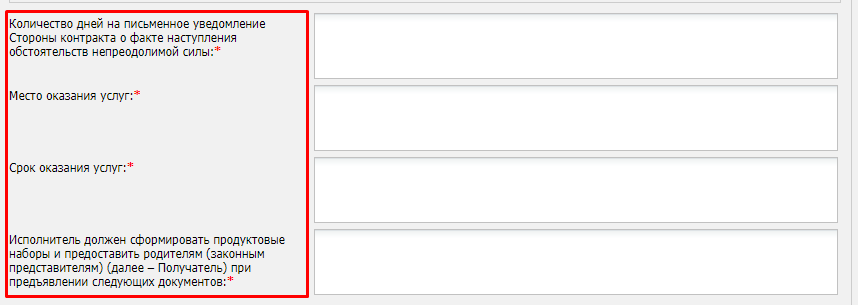 Количество дней на письменное уведомление
Стороны контракта о факте наступления
обстоятельств непреодолимой силы:*
Место оказания услуг:*
Срок оказания услуг:*
Исполнитель должен сформировать продуктовые
наборы и предоставить родителям (законным
представителям) (далее – Получатель) при
предъявлении следующих документов:*